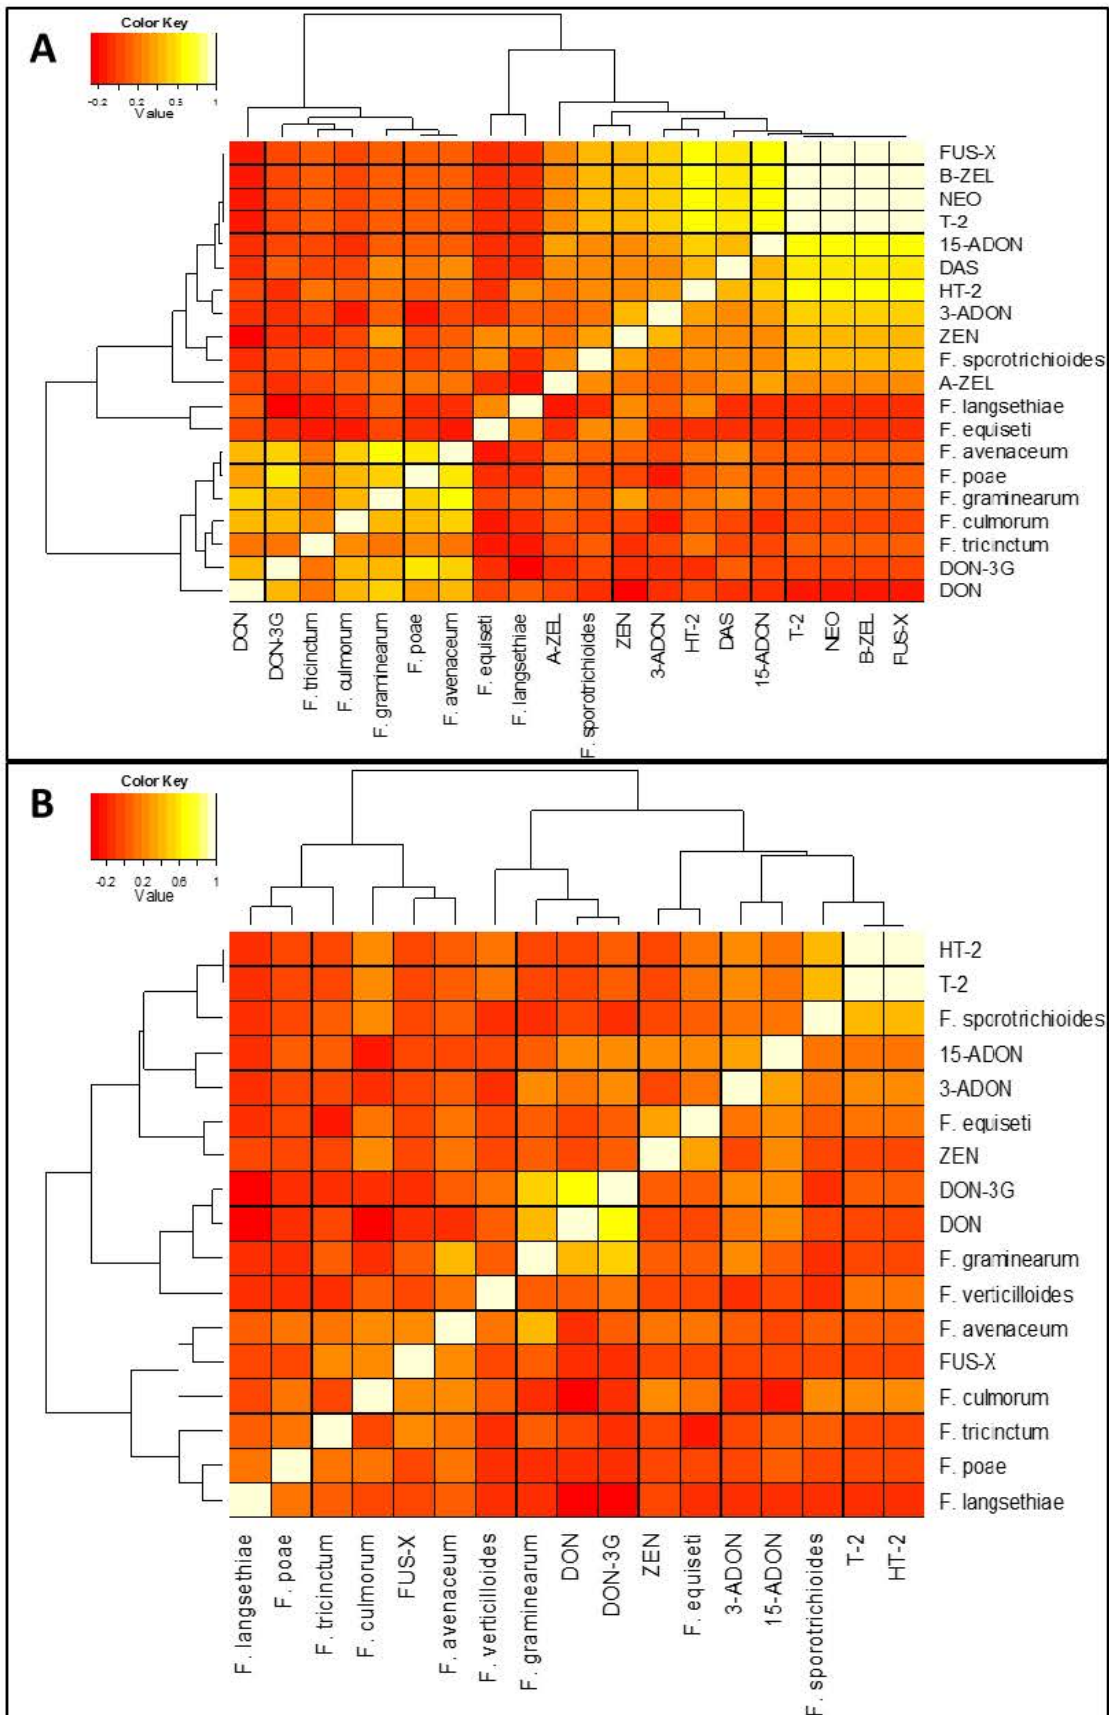 A
Color Key
-0.2 0.2 0.6 1
Value
FUS-X
B-ZEL
NEO
T-2
15-ADON
DAS
HT-2
3-ADON
ZEN
F. sporotrichioides
A-ZEL
F. langsethiae
F. equiseti
F. avenaceum
F. poae
F. graminearum
F. culmorum
F. tricinctum
DON-3G
DON
DON
DON-3G
F. tricinctum
F. culmorum
F. graminearum
F. poae
F. avenaceum
F. equiseti
F. langsethiae
A-ZEL
F. sporotrichioides
ZEN
3-ADON
HT-2
DAS
15-ADON
T-2
NEO
B-ZEL
FUS-X
B
Color Key
-0.2 0.2 0.6 1
Value
HT-2
T-2
F. sporotrichioides
15-ADON
3-ADON
F. equiseti
ZEN
DON-3G
DON
F. graminearum
F. verticilloides
F. avenaceum
FUS-X
F. culmorum
F. tricinctum
F. poae
F. langsethiae
F. langsethiae
F. poae
F. tricinctum
F. culmorum
FUS-X
F. avenaceum
F. verticilloides
F. graminearum
DON
DON-3G
ZEN
F. equiseti
3-ADON
15-ADON
F. sporotrichioides
T-2
HT-2